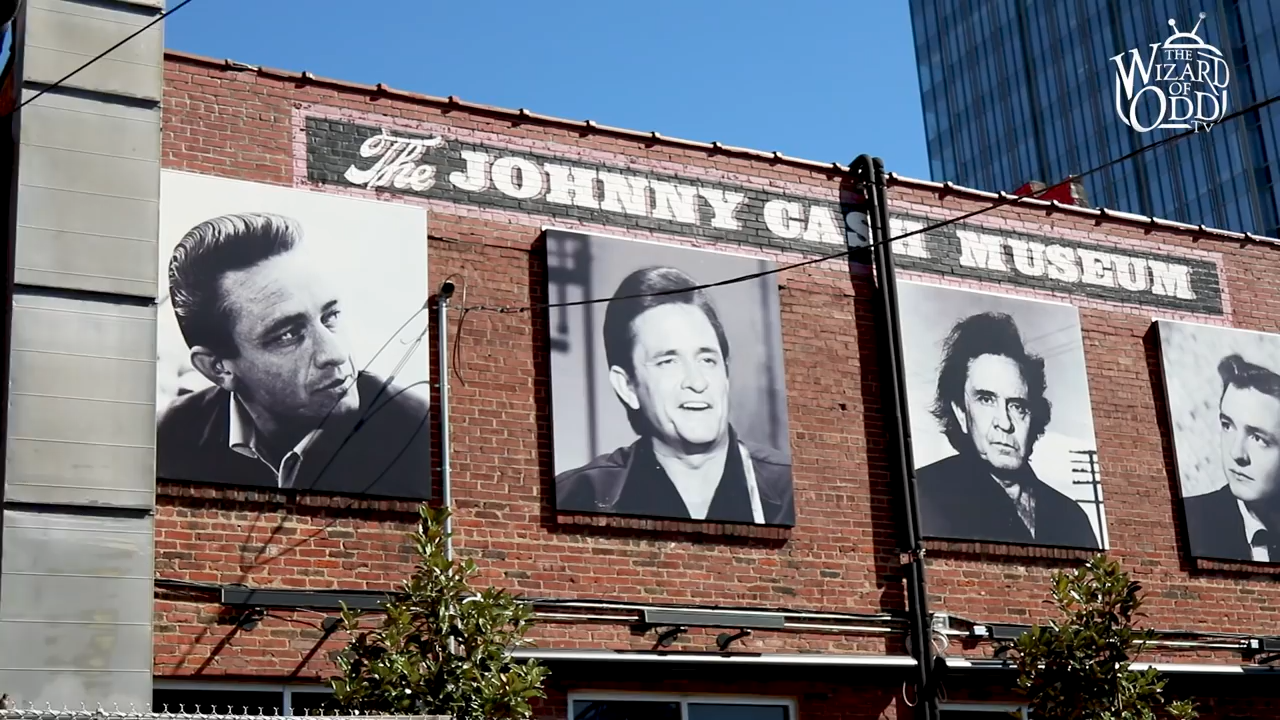 The JOHNNY CASH MUSEUM
THE
WIZARD
OF
ODD
TV